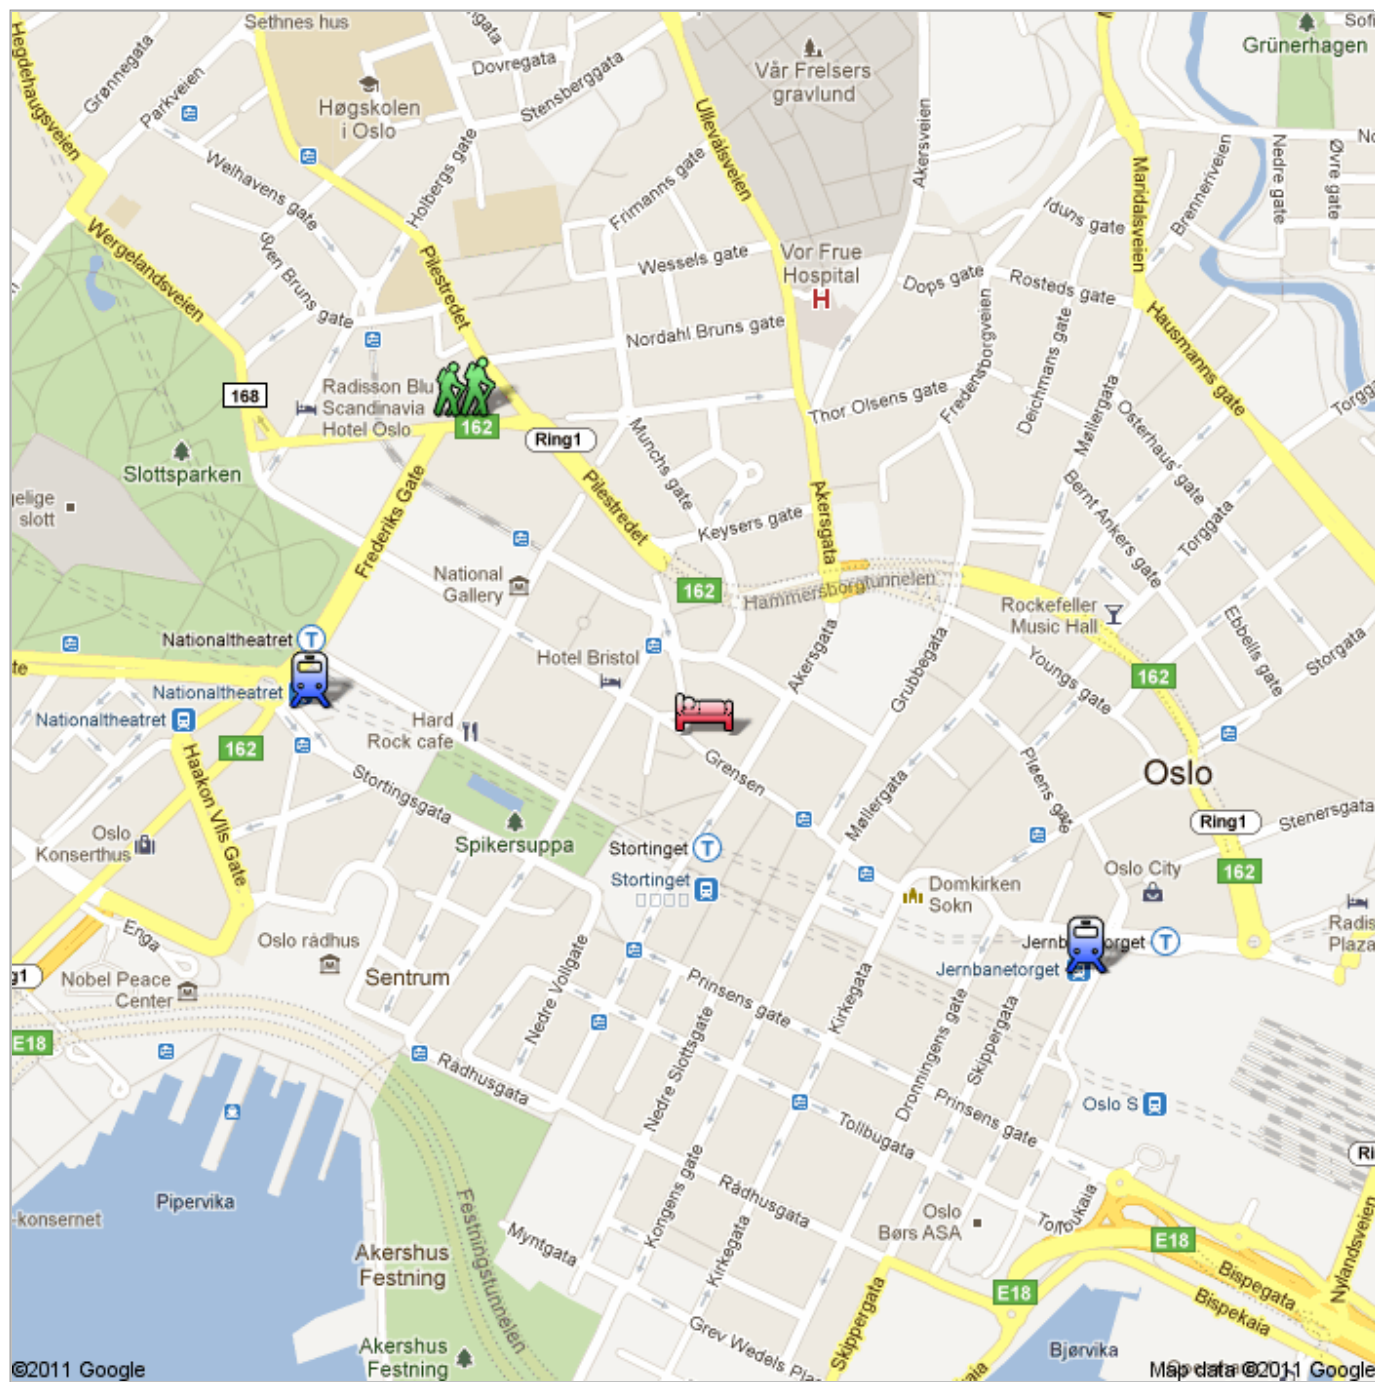 Sethnes hus
Hegdehaugsveien
Grønnegata
Parkveien
Dovregata
Stensberggata
Høgskolen
i Oslo
Vår Frelsers
gravlund
Grünerhagen
Ullevålsveien
Akersveien
Maridalsveien
Brenneriveien
Nedre gate
Øvre gate
Welhavens gate
Holbergs gate
Frimanns gate
Iduns gate
Wergelandsveien
Pilestredet
Wessels gate
Vor Frue
Hospital
H
Dops gate
Rosteds gate
Nordahl Bruns gate
Fredensborgveien
Deichmans gate
Hausmanns gate
168
Radisson Blu
Scandinavia
Hotel Oslo
162
Ring1
Thor Olsens gate
Møllergata
Osterhaus' gate
Slottsparken
slott
Frederiks Gate
Pilestredet
Munchs gate
Keysers gate
Akersgata
Bernt Ankers gate
Torggata
National
Gallery
162
Hammersborgtunnelen
Rockefeller
Music Hall
Ebbells gate
Storgata
Nationaltheatret
T
Hotel Bristol
Akersgata
Grubbegata
Youngs gate
162
Nationaltheatret
Nationaltheatret
162
Hard
Rock cafe
Grensen
Oslo
Haakon VIIs Gate
Stortingsgata
Møllergata
Pløens gate
Ring1
Stenersgata
Oslo
Konserthus
Spikersuppa
Stortinget
T
Stortinget
Domkirken
Sokn
Oslo City
162
Enga
Oslo rådhus
Sentrum
Nobel Peace
Center
Nedre Vollgate
Prinsens gate
Kirkegata
Jernbanetorget
T
Jernbanetorget
Plaza
E18
Rådhusgata
Nedre Slottsgate
Dronningens gate
Skippergata
Oslo S
Tollbugata
Prinsens gate
Pipervika
-konsernet
Festningstunnelen
Myntgata
Kongens gate
Kirkegata
Rådhusgata
Oslo
Børs ASA
Tollbukaia
E18
Nylandsveien
Akershus
Festning
E18
Bispegata
Bispekaia
Akershus
Festning
Grev Wedels
Skippergata
Bjørvika
©2011 Google
Map data ©2011 Google